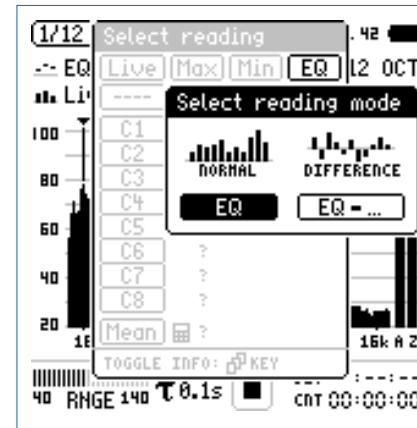 1/12 Select reading . 42
-·- EQ Live Max Min EQ L2 OCT
Li ---- Select reading mode
100 C1
C2 NORMAL DIFFERENCE
80 C3
C4 EQ EQ - ...
60 C5
C6 ?
40 C7 ?
C8 ?
20 Mean ?
16k A Z
TOGGLE INFO: KEY
40 RNGE 140 τ 0.1s CNT 00:00:00